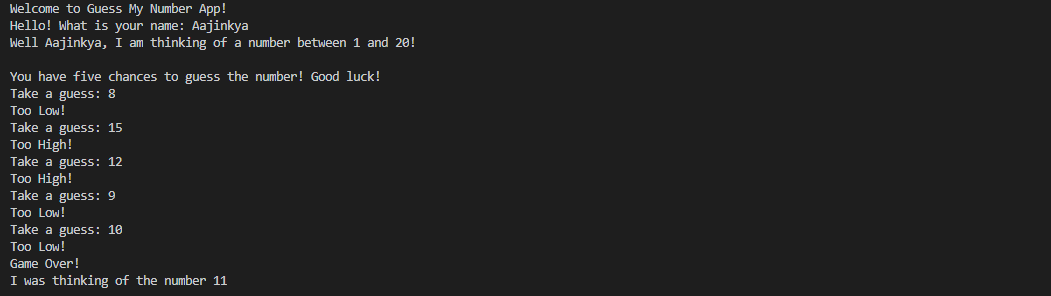 Welcome to Guess My Number App!
Hello! What is your name: Aajinkya
Well Aajinkya, I am thinking of a number between 1 and 20!

You have five chances to guess the number! Good luck!
Take a guess: 8
Too Low!
Take a guess: 15
Too High!
Take a guess: 12
Too High!
Take a guess: 9
Too Low!
Take a guess: 10
Too Low!
Game Over!
I was thinking of the number 11